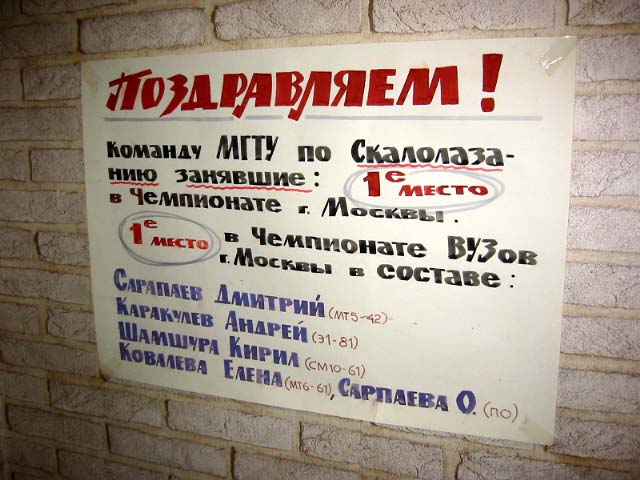 Поздравляем!
Команду МГТУ по Скалолаза-
нию занявшие: 1е место
в Чемпионате г. Москвы.
1е место в Чемпионате ВУЗов
г. Москвы в составе:
Сарапаев Дмитрий (МТ5-42)
Каракулев Андрей (Э1-81)
Шамшура Кирил (СМ10-61)
Ковалева Елена (МТ6-61), Сарпаева О. (ПО)